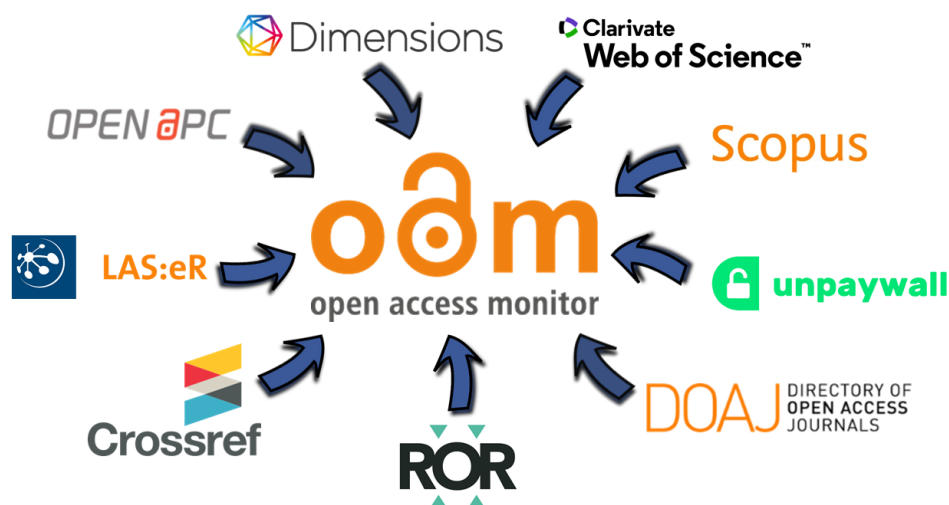 Dimensions
Clarivate
Web of Science™
OPEN aPC
Scopus
oam
open access monitor
LAS:eR
unpaywall
Crossref
DOAJ
DIRECTORY OF
OPEN ACCESS
JOURNALS
ROR